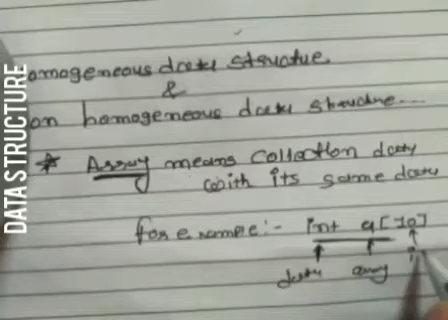 DATA STRUCTURE
omogeneous data structure
&
on homogeneous data structure...
* Array means collection data
with its same data
for example:- int a[10]
data array